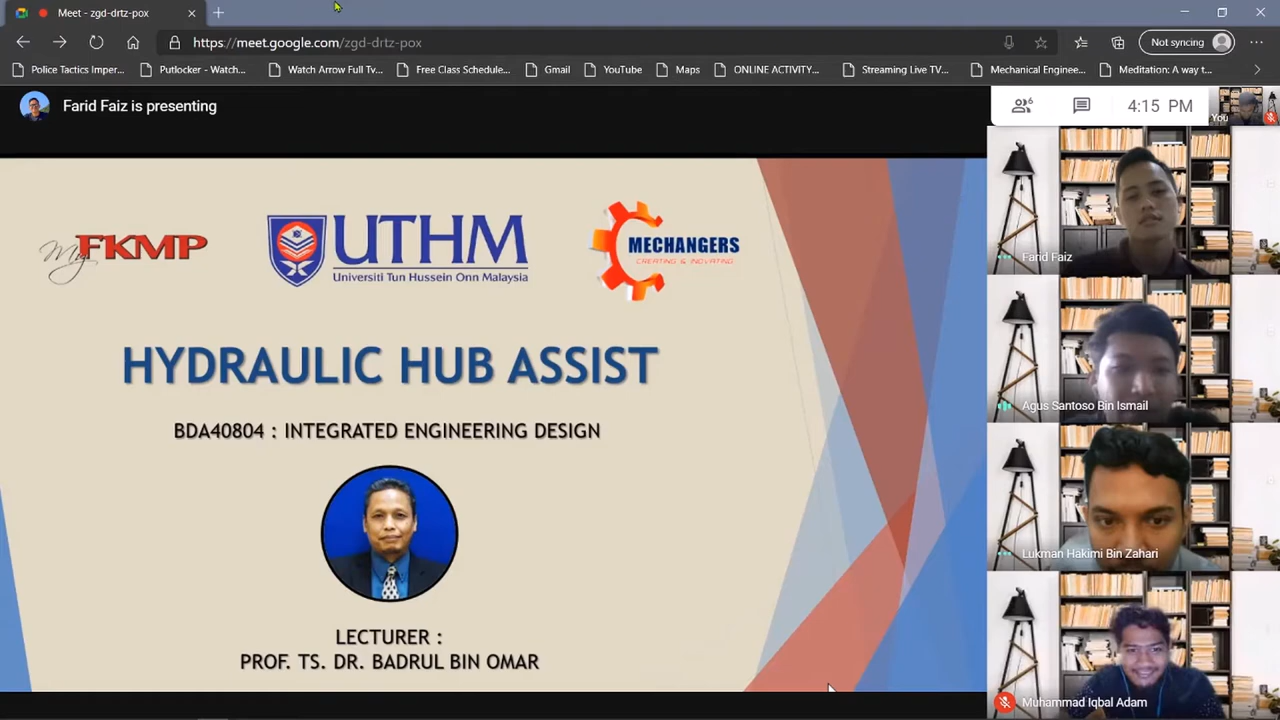 Meet - zgd-drtz-pox
https://meet.google.com/zgd-drtz-pox
Not syncing
Police Tactics Imper...
Putlocker - Watch...
Watch Arrow Full Tv...
Free Class Schedule...
Gmail
YouTube
Maps
ONLINE ACTIVITY...
Streaming Live TV...
Mechanical Enginee...
Meditation: A way t...
Farid Faiz is presenting
6
4:15 PM
You
My FKMP
UTHM
Universiti Tun Hussein Onn Malaysia
MECHANGERS
CREATING & INOVATING
HYDRAULIC HUB ASSIST
BDA40804 : INTEGRATED ENGINEERING DESIGN
LECTURER :
PROF. TS. DR. BADRUL BIN OMAR
Farid Faiz
Agus Santoso Bin Ismail
Lukman Hakimi Bin Zahari
Muhammad Iqbal Adam